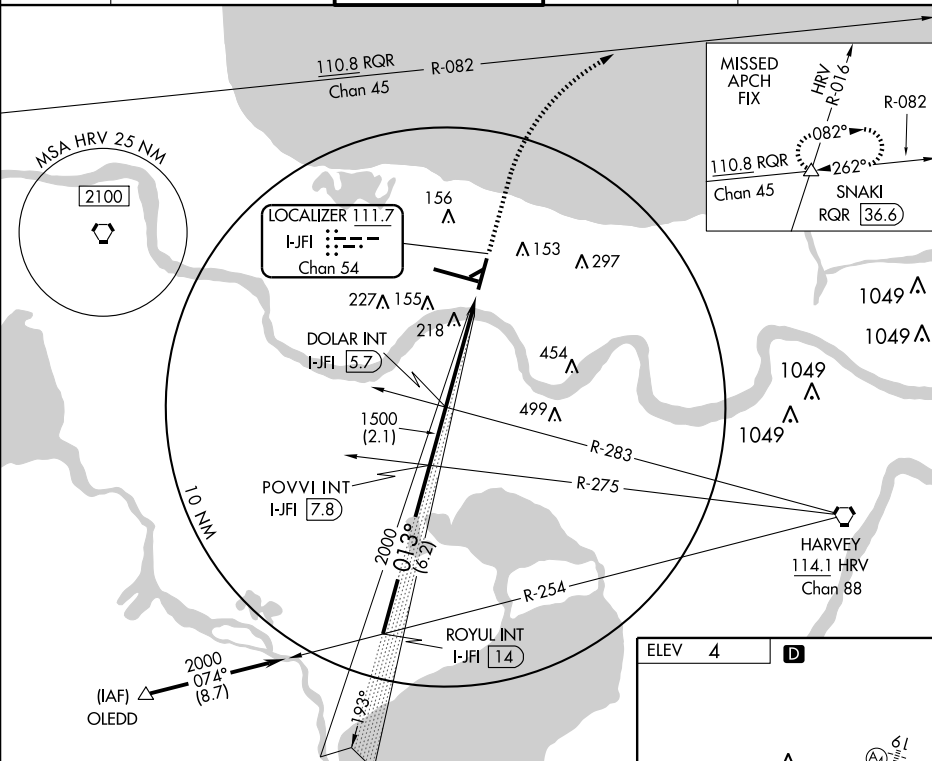 110.8 RQR
Chan 45
R-082
MISSED
APCH
FIX
HRV
R-016
R-082
082°
262°
110.8 RQR
Chan 45
SNAKI
RQR 36.6
MSA HRV 25 NM
2100
156
LOCALIZER 111.7
I-JFI
Chan 54
153
297
227
155
218
1049
1049
DOLAR INT
I-JFI 5.7
454
1049
499
1049
1500
(2.1)
R-283
R-275
POVVI INT
I-JFI 7.8
10 NM
2000
013°
(6.2)
HARVEY
114.1 HRV
Chan 88
R-254
ROYUL INT
I-JFI 14
2000
074°
(8.7)
(IAF)
OLEDD
193°
ELEV 4
D
19